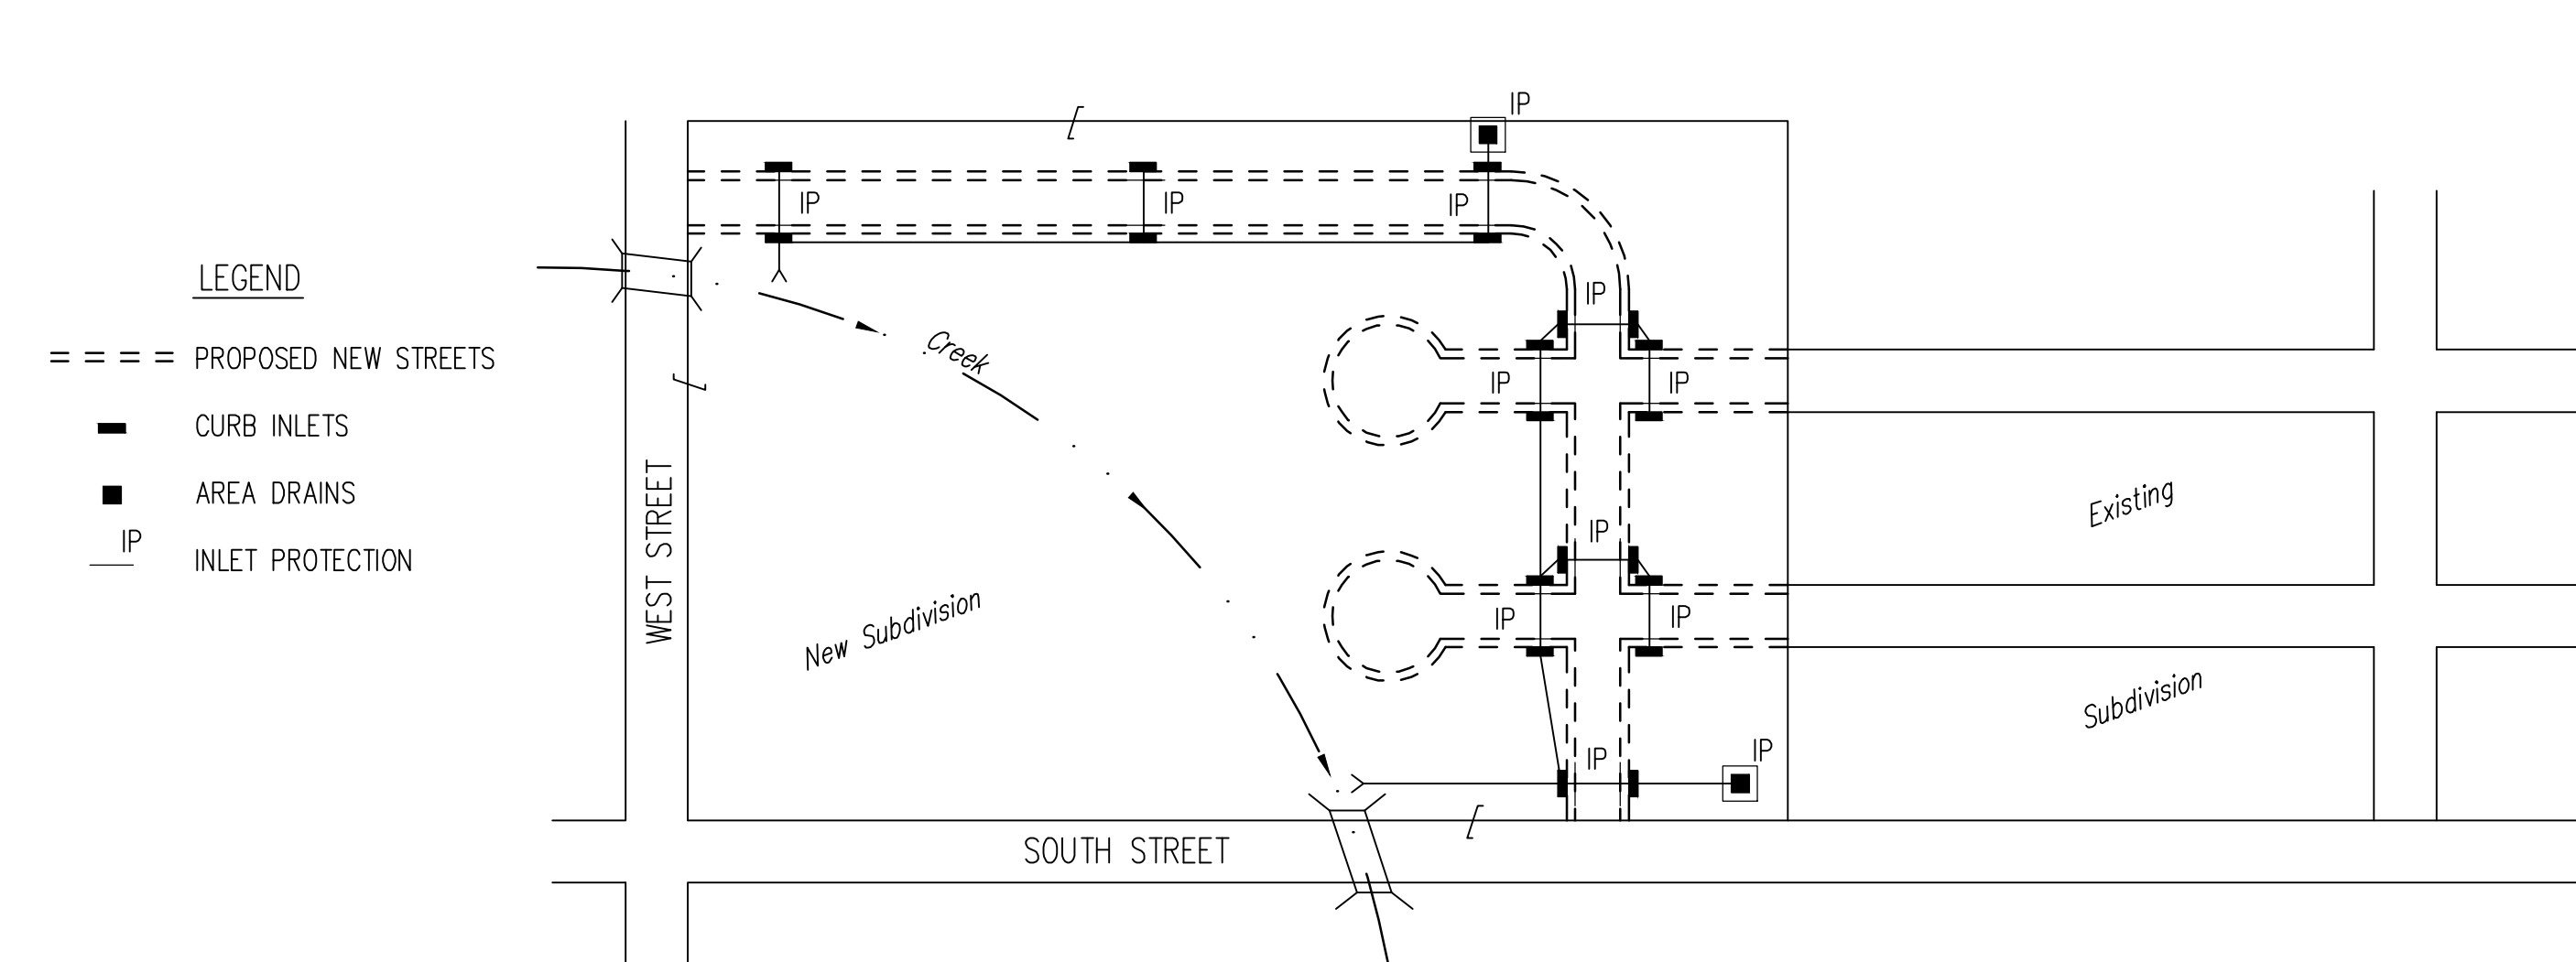 LEGEND
PROPOSED NEW STREETS
CURB INLETS
AREA DRAINS
IP
INLET PROTECTION
WEST STREET
IP
IP
IP
IP
IP
Creek
IP
IP
Existing
New Subdivision
IP
IP
IP
Subdivision
IP
IP
SOUTH STREET